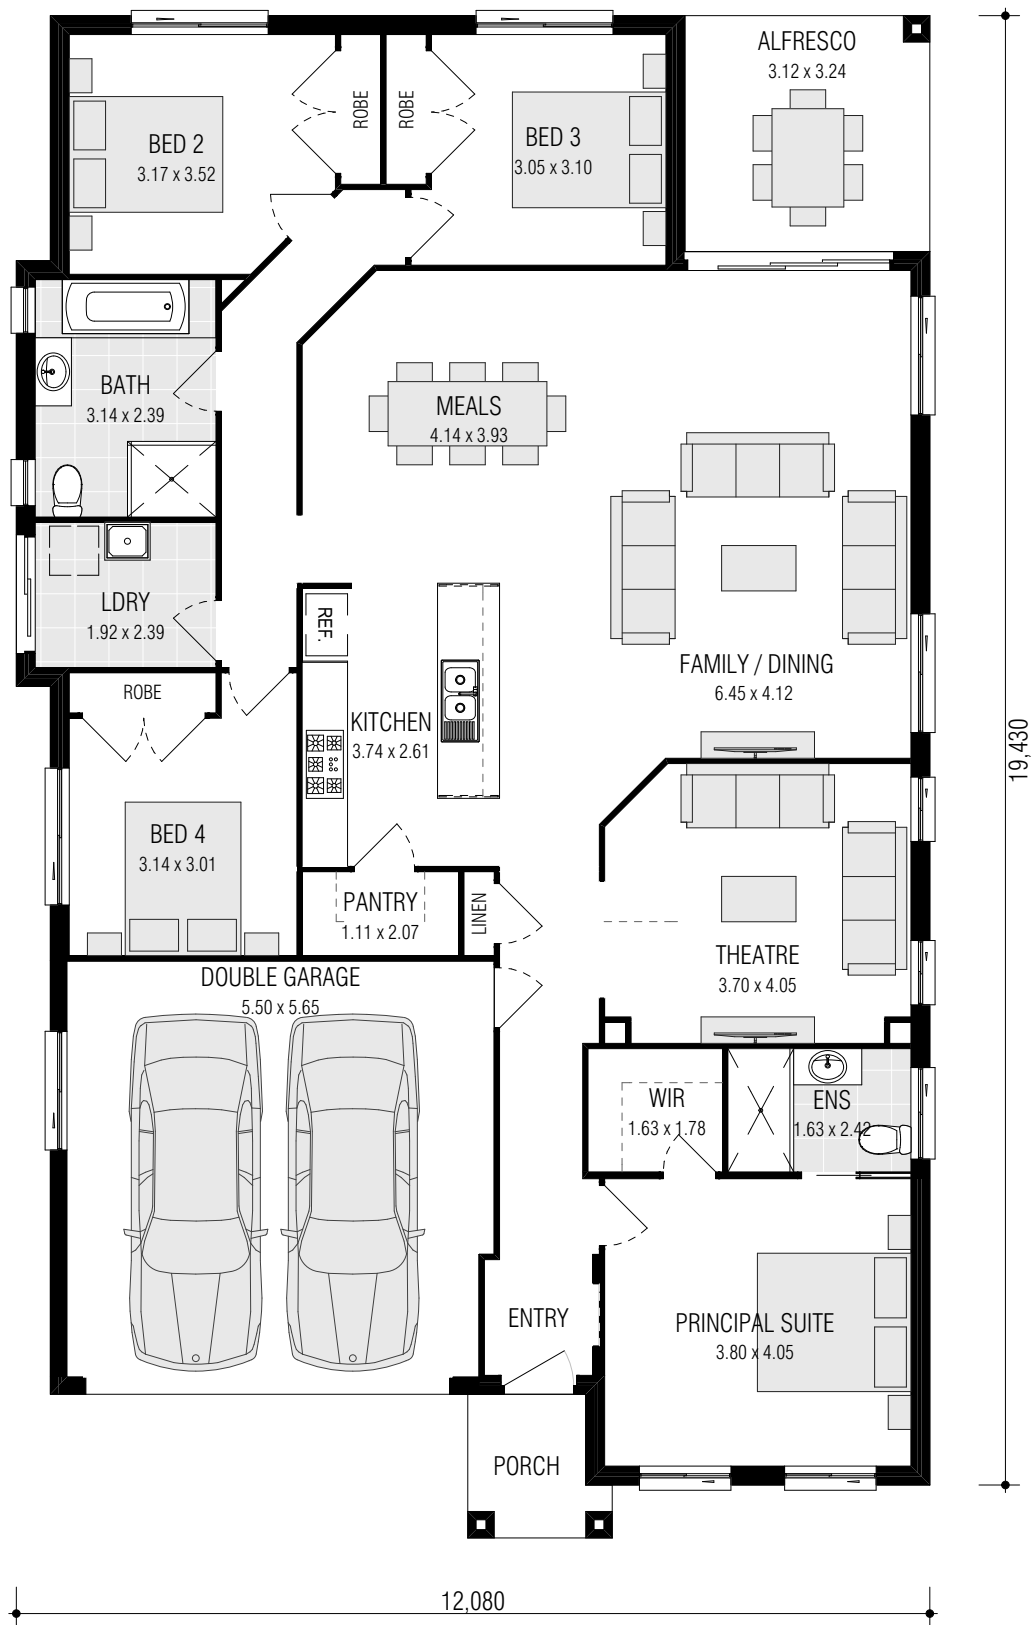 ALFRESCO
3.12 x 3.24
BED 2
3.17 x 3.52
ROBE
ROBE
BED 3
3.05 x 3.10
BATH
3.14 x 2.39
MEALS
4.14 x 3.93
LDRY
1.92 x 2.39
REF.
FAMILY / DINING
6.45 x 4.12
ROBE
KITCHEN
3.74 x 2.61
19,430
BED 4
3.14 x 3.01
PANTRY
1.11 x 2.07
LINEN
THEATRE
3.70 x 4.05
DOUBLE GARAGE
5.50 x 5.65
WIR
1.63 x 1.78
ENS
1.63 x 2.42
ENTRY
PRINCIPAL SUITE
3.80 x 4.05
PORCH
12,080